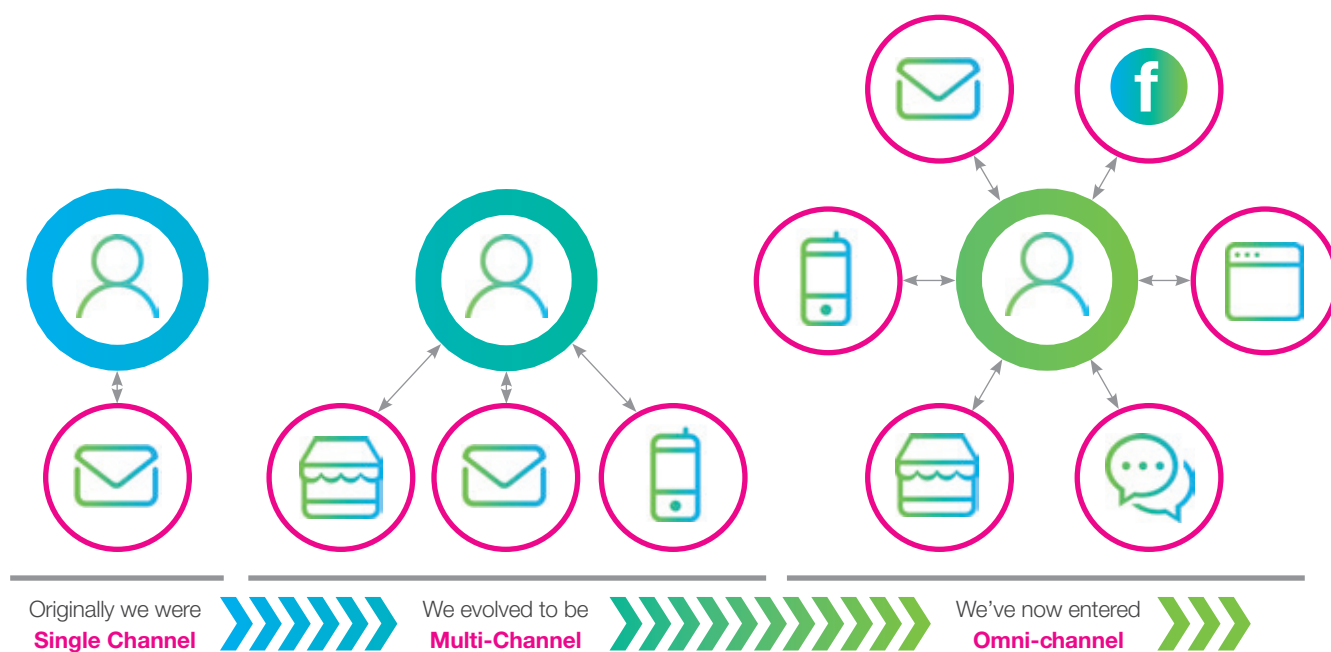 f
Originally we were
Single Channel
We evolved to be
Multi-Channel
We've now entered
Omni-channel